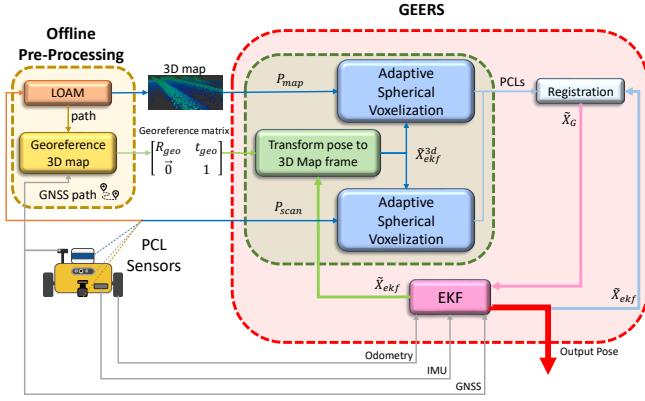 GEERS
Offline
Pre-Processing
3D map
LOAM
path
Georeference
3D map
GNSS path
Georeference matrix
R_geo t_geo
0⃗ 1
P_map
Adaptive
Spherical
Voxelization
PCLs
Registration
X̃_G
Transform pose to
3D Map frame
X̃^3d_ekf
P_scan
Adaptive
Spherical
Voxelization
PCL
Sensors
X̃_ekf
EKF
X̃_ekf
Output Pose
Odometry
IMU
GNSS